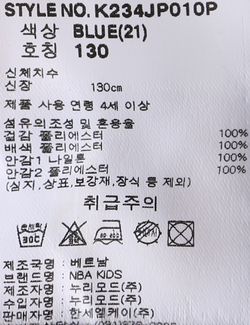 STYLE NO. K234JP010P
색상 BLUE(21)
호칭 130
신체치수
신장 130cm
제품 사용 연령 4세 이상
섬유의조성 및 혼용율
겉감 폴리에스터 100%
배색 폴리에스터 100%
안감1 나일론 100%
안감2 폴리에스터 100%
(심지,상표,보강재,장식 등 제외)
취급주의
30C
제조국명 : 베트남
브랜드명 : NBA KIDS
제조자명 : 누리모드(주)
수입자명 : 누리모드(주)
판매자명 : 한세엠케이(주)